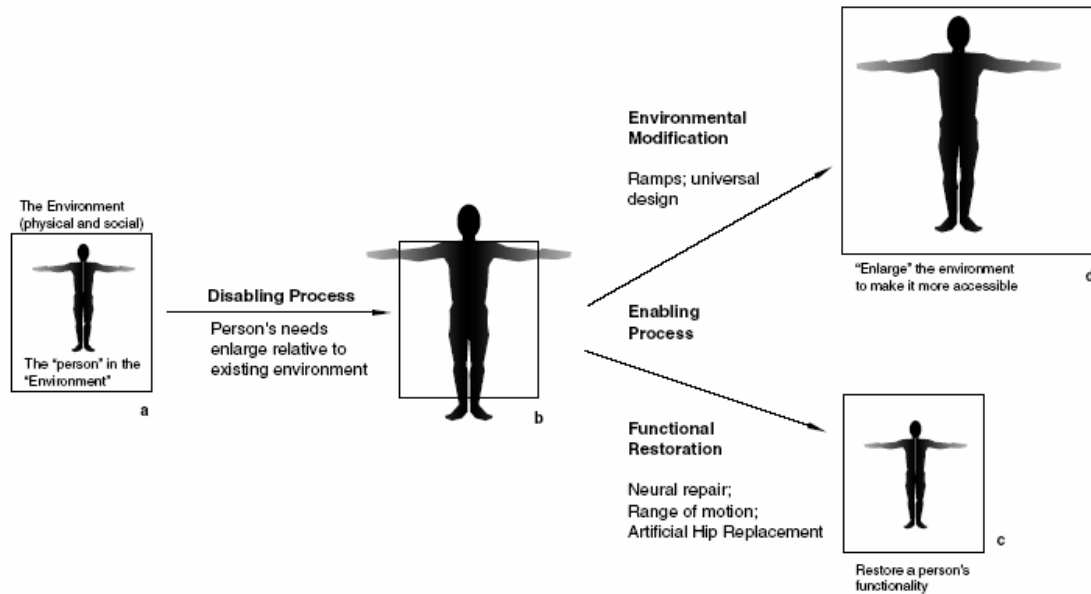 The Environment
(physical and social)
The "person" in the
"Environment"
a
Disabling Process
Person's needs
enlarge relative to
existing environment
b
Environmental
Modification
Ramps; universal
design
Enabling
Process
Functional
Restoration
Neural repair;
Range of motion;
Artificial Hip Replacement
"Enlarge" the environment
to make it more accessible
c
Restore a person's
functionality